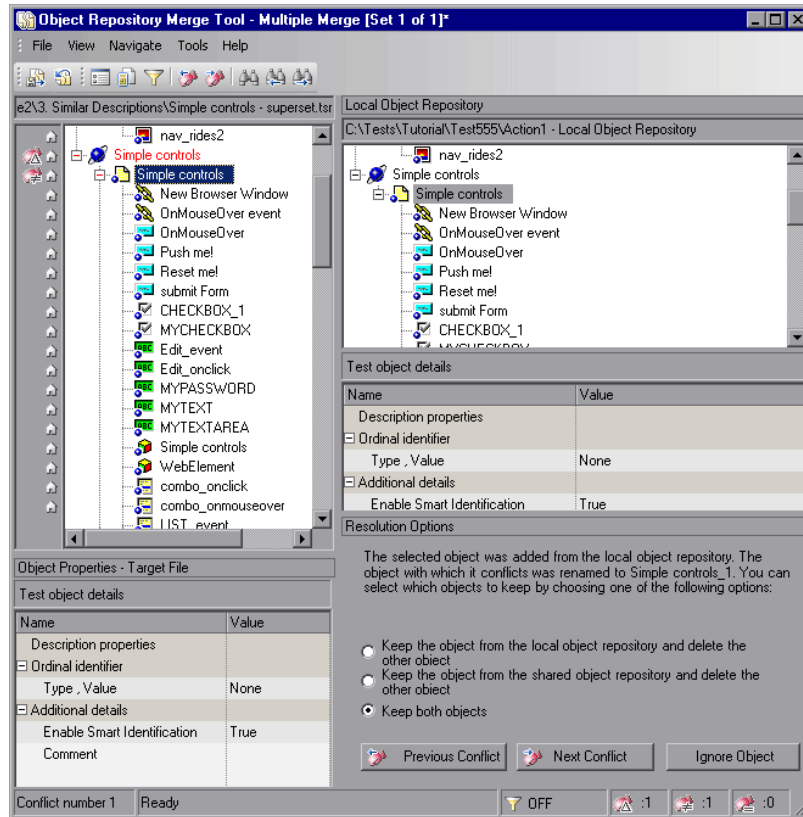 Object Repository Merge Tool - Multiple Merge [Set 1 of 1]*
File View Navigate Tools Help
e2\3. Similar Descriptions\Simple controls - superset.tsr
nav_rides2
Simple controls
Simple controls
New Browser Window
OnMouseOver event
OnMouseOver
Push me!
Reset me!
submit Form
CHECKBOX_1
MYCHECKBOX
Edit_event
Edit_onclick
MYPASSWORD
MYTEXT
MYTEXTAREA
Simple controls
WebElement
combo_onclick
combo_onmouseover
LIST_event
Object Properties - Target File
Test object details
Name Value
Description properties
Ordinal identifier
Type , Value None
Additional details
Enable Smart Identification True
Comment
Local Object Repository
C:\Tests\Tutorial\Test555\Action1 - Local Object Repository
nav_rides2
Simple controls
Simple controls
New Browser Window
OnMouseOver event
OnMouseOver
Push me!
Reset me!
submit Form
CHECKBOX_1
MYCHECKBOX
Test object details
Name Value
Description properties
Ordinal identifier
Type , Value None
Additional details
Enable Smart Identification True
Resolution Options
The selected object was added from the local object repository. The
object with which it conflicts was renamed to Simple controls_1. You can
select which objects to keep by choosing one of the following options:
Keep the object from the local object repository and delete the
other object
Keep the object from the shared object repository and delete the
other object
Keep both objects
Previous Conflict Next Conflict Ignore Object
Conflict number 1 Ready OFF :1 :1 :0